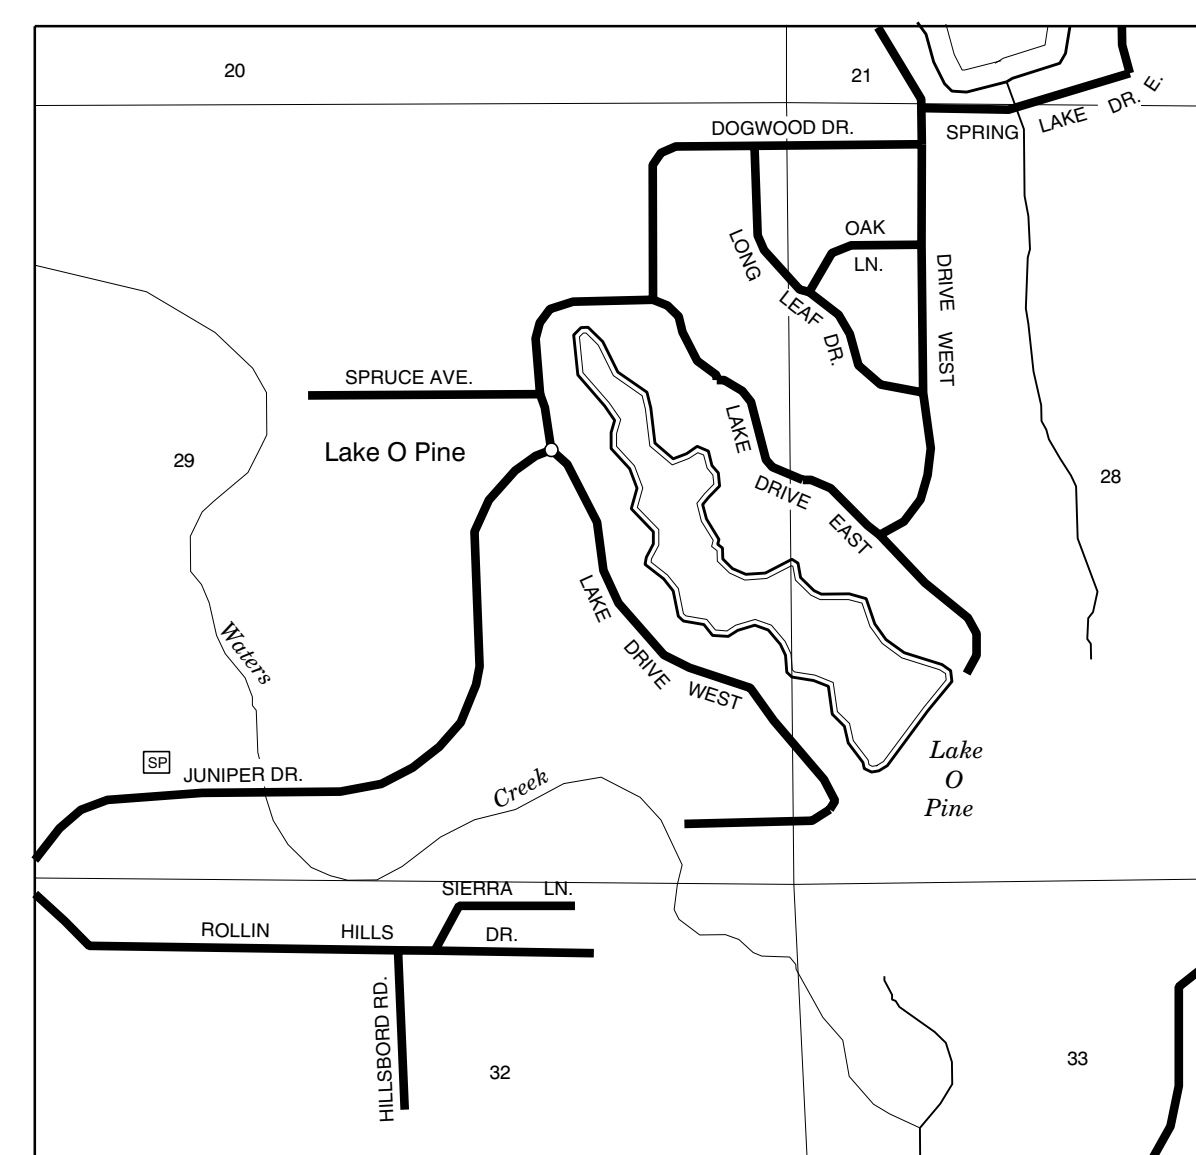 20
21
E.
DOGWOOD DR.
SPRING LAKE DR.
OAK
LN.
LONG LEAF DR.
DRIVE WEST
SPRUCE AVE.
Lake O Pine
29
28
LAKE DRIVE EAST
LAKE DRIVE WEST
Waters Creek
Lake
O
Pine
SP
JUNIPER DR.
SIERRA LN.
ROLLIN HILLS DR.
HILLSBORD RD.
32
33